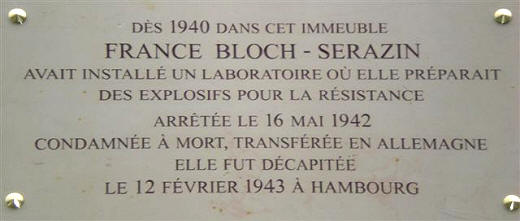 DÈS 1940 DANS CET IMMEUBLE
FRANCE BLOCH - SERAZIN
AVAIT INSTALLÉ UN LABORATOIRE OÙ ELLE PRÉPARAIT
DES EXPLOSIFS POUR LA RÉSISTANCE
ARRÊTÉE LE 16 MAI 1942
CONDAMNÉE À MORT, TRANSFÉRÉE EN ALLEMAGNE
ELLE FUT DÉCAPITÉE
LE 12 FÉVRIER 1943 À HAMBOURG